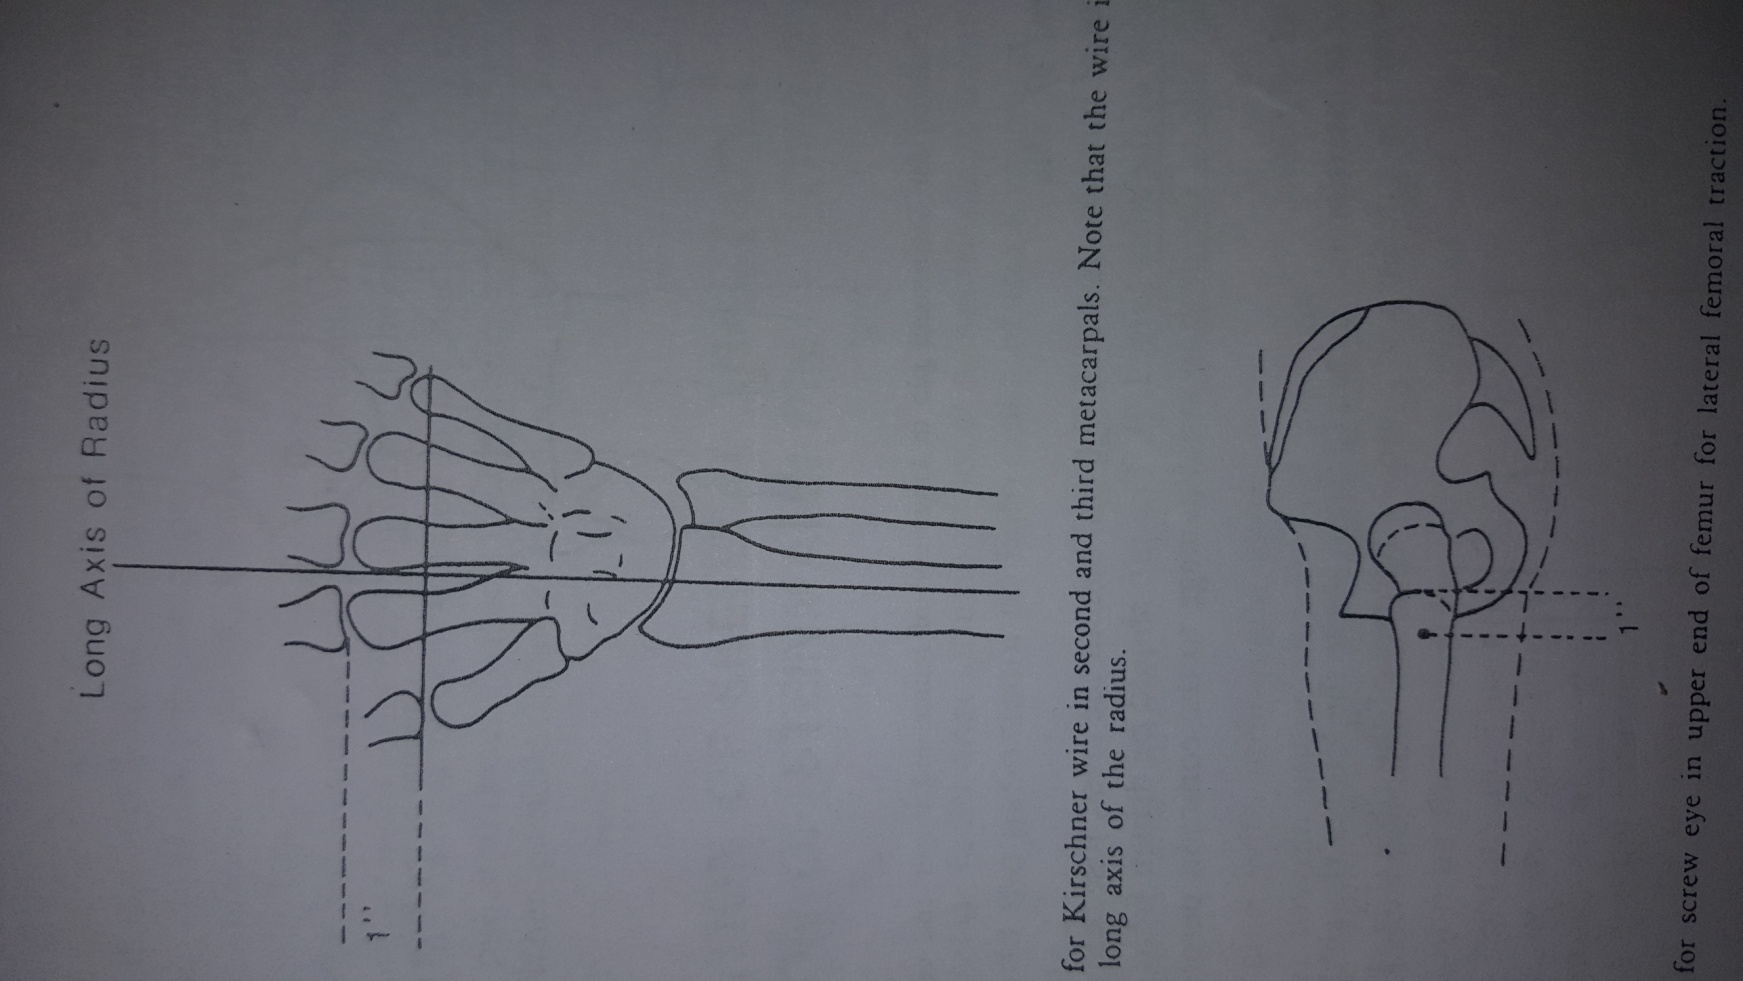 Long Axis of Radius
1''
for Kirschner wire in second and third metacarpals. Note that the wire
long axis of the radius.
1''
for screw eye in upper end of femur for lateral femoral traction.